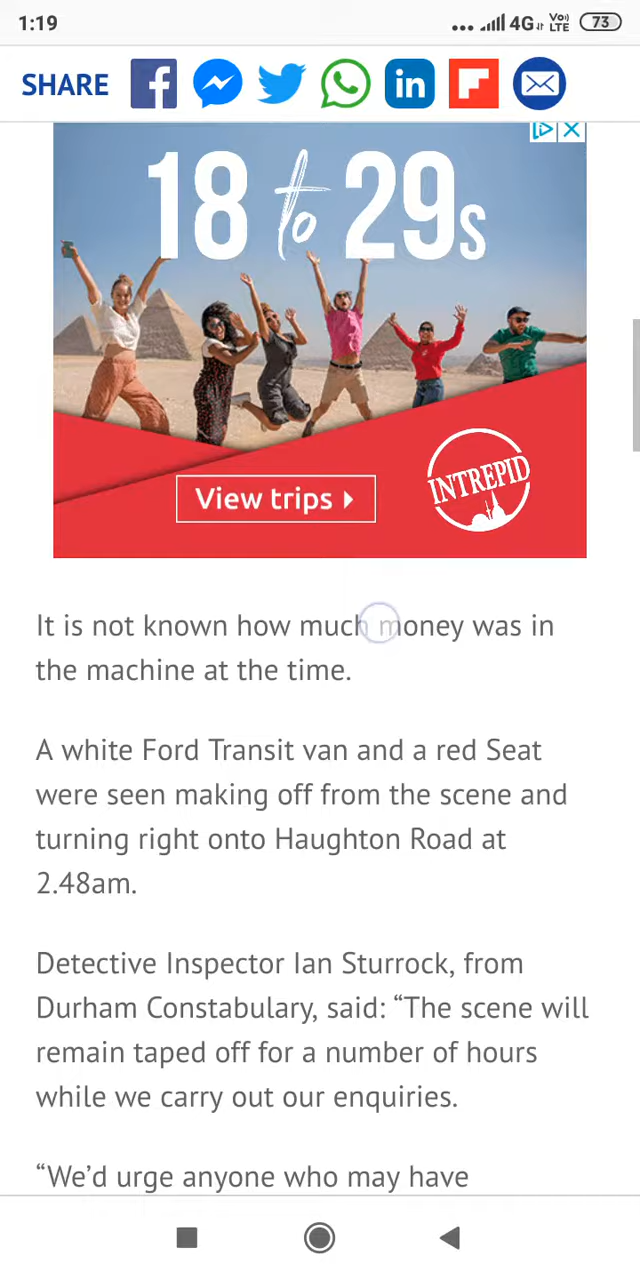 1:19
4G
Vo))
LTE
73
SHARE
18 to 29s
View trips
INTREPID
It is not known how much money was in
the machine at the time.
A white Ford Transit van and a red Seat
were seen making off from the scene and
turning right onto Haughton Road at
2.48am.
Detective Inspector Ian Sturrock, from
Durham Constabulary, said: “The scene will
remain taped off for a number of hours
while we carry out our enquiries.
“We’d urge anyone who may have